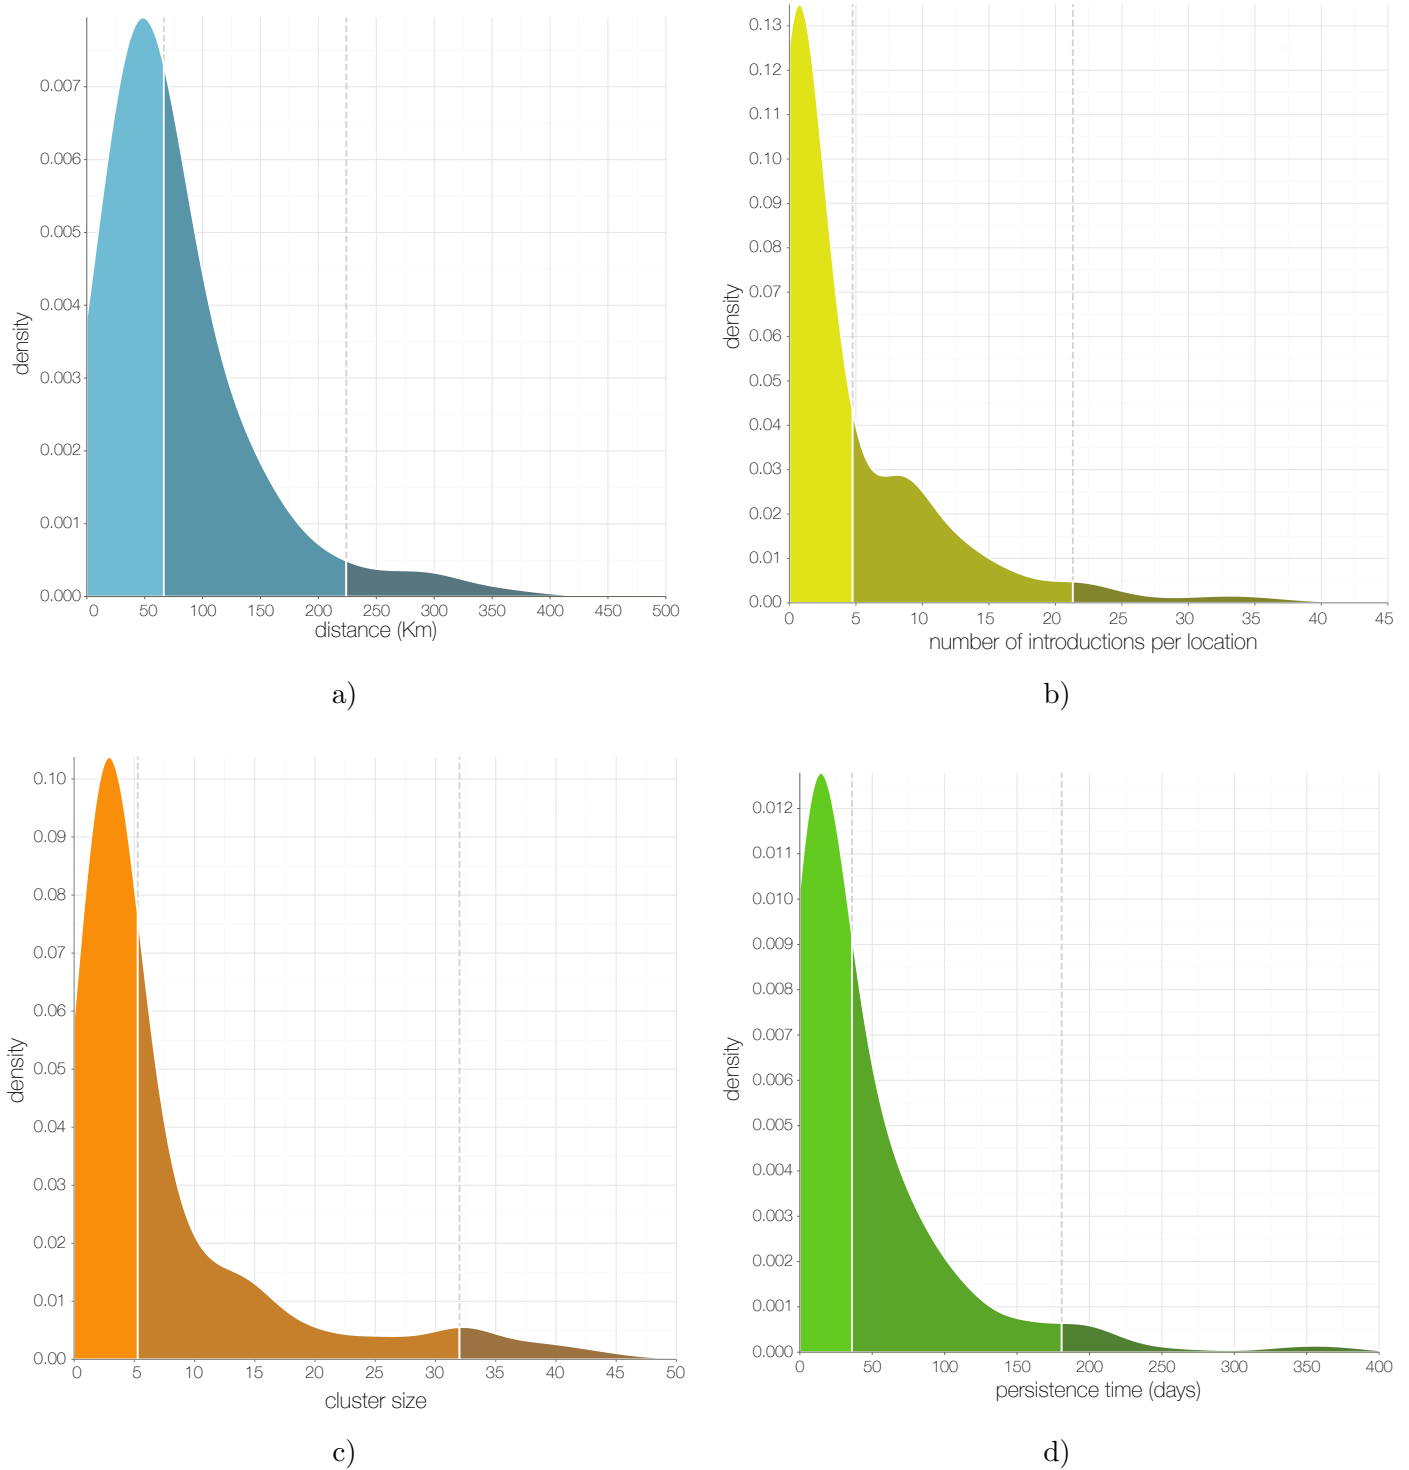 0.007
0.006
0.005
0.004
0.003
0.002
0.001
0.000
density
0 50 100 150 200 250 300 350 400 450 500
distance (Km)
a)
0.13
0.12
0.11
0.10
0.09
0.08
0.07
0.06
0.05
0.04
0.03
0.02
0.01
0.00
density
0 5 10 15 20 25 30 35 40 45
number of introductions per location
b)
0.10
0.09
0.08
0.07
0.06
0.05
0.04
0.03
0.02
0.01
0.00
density
0 5 10 15 20 25 30 35 40 45 50
cluster size
c)
0.012
0.011
0.010
0.009
0.008
0.007
0.006
0.005
0.004
0.003
0.002
0.001
0.000
density
0 50 100 150 200 250 300 350 400
persistence time (days)
d)